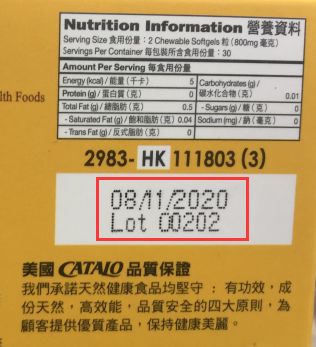 Nutrition Information 營養資料
Serving Size 食用份量：2 Chewable Softgels 粒 (800mg 毫克)
Servings Per Container 每包裝所含食用份量：30
Amount Per Serving 每食用份量
Energy (kcal) / 能量 (千卡) 5
Protein (g) / 蛋白質 (克) 0
Total Fat (g) / 總脂肪 (克) 0.5
- Saturated Fat (g) / 飽和脂肪 (克) 0.04
- Trans Fat (g) / 反式脂肪 (克) 0
Carbohydrates (g) /
碳水化合物 (克) 0.01
- Sugars (g) / 糖 (克) 0
Sodium (mg) / 鈉 (毫克) 0
lth Foods
2983- HK 111803 (3)
08/11/2020
Lot 00202
美國 CATALO 品質保證
我們承諾天然健康食品均堅守：有功效，成
份天然，高效能，品質安全的四大原則，為
顧客提供優質產品，保持健康美麗。